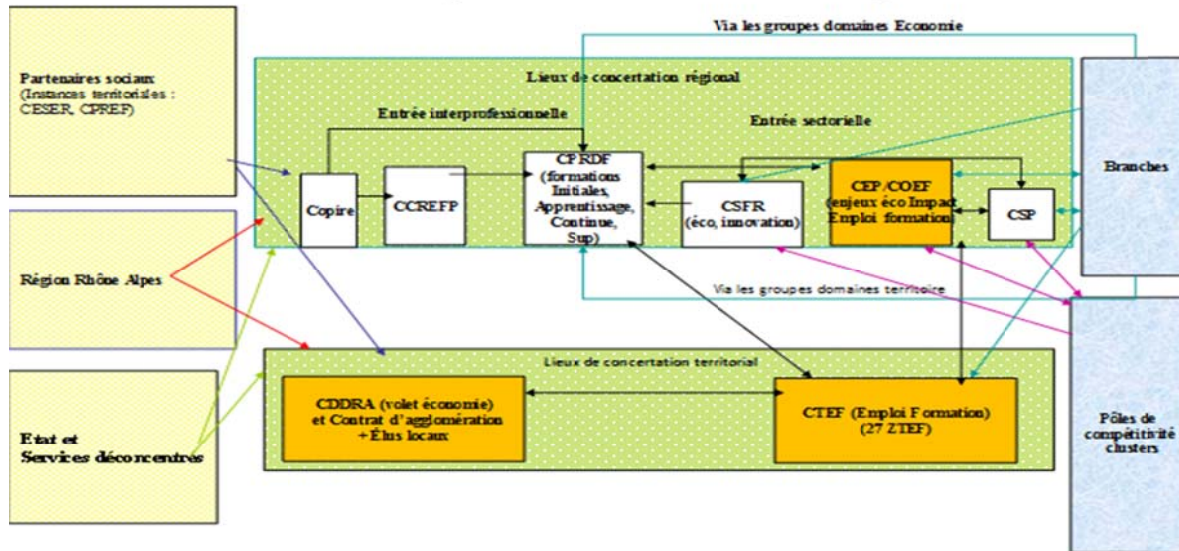 Via les groupes domaines Economie
Partenaires sociaux
(Instances territoriales :
CESER, CPREF)
Lieux de concertation régional
Entrée interprofessionnelle
Entrée sectorielle
Copire
CCREFP
CPRDF
(formations
Initiales,
Apprentissage,
Continue,
Sup)
CSFR
(éco, innovation)
CEP/COEF
(enjeux éco Impact
Emploi formation)
CSP
Branches
Région Rhône Alpes
Via les groupes domaines territoire
Lieux de concertation territorial
CDDRA (volet économie)
et Contrat d'agglomération
+Élus locaux
CTEF (Emploi Formation)
(27 ZTEF)
Etat et
Services déconcentrés
Pôles de
compétitivité
clusters